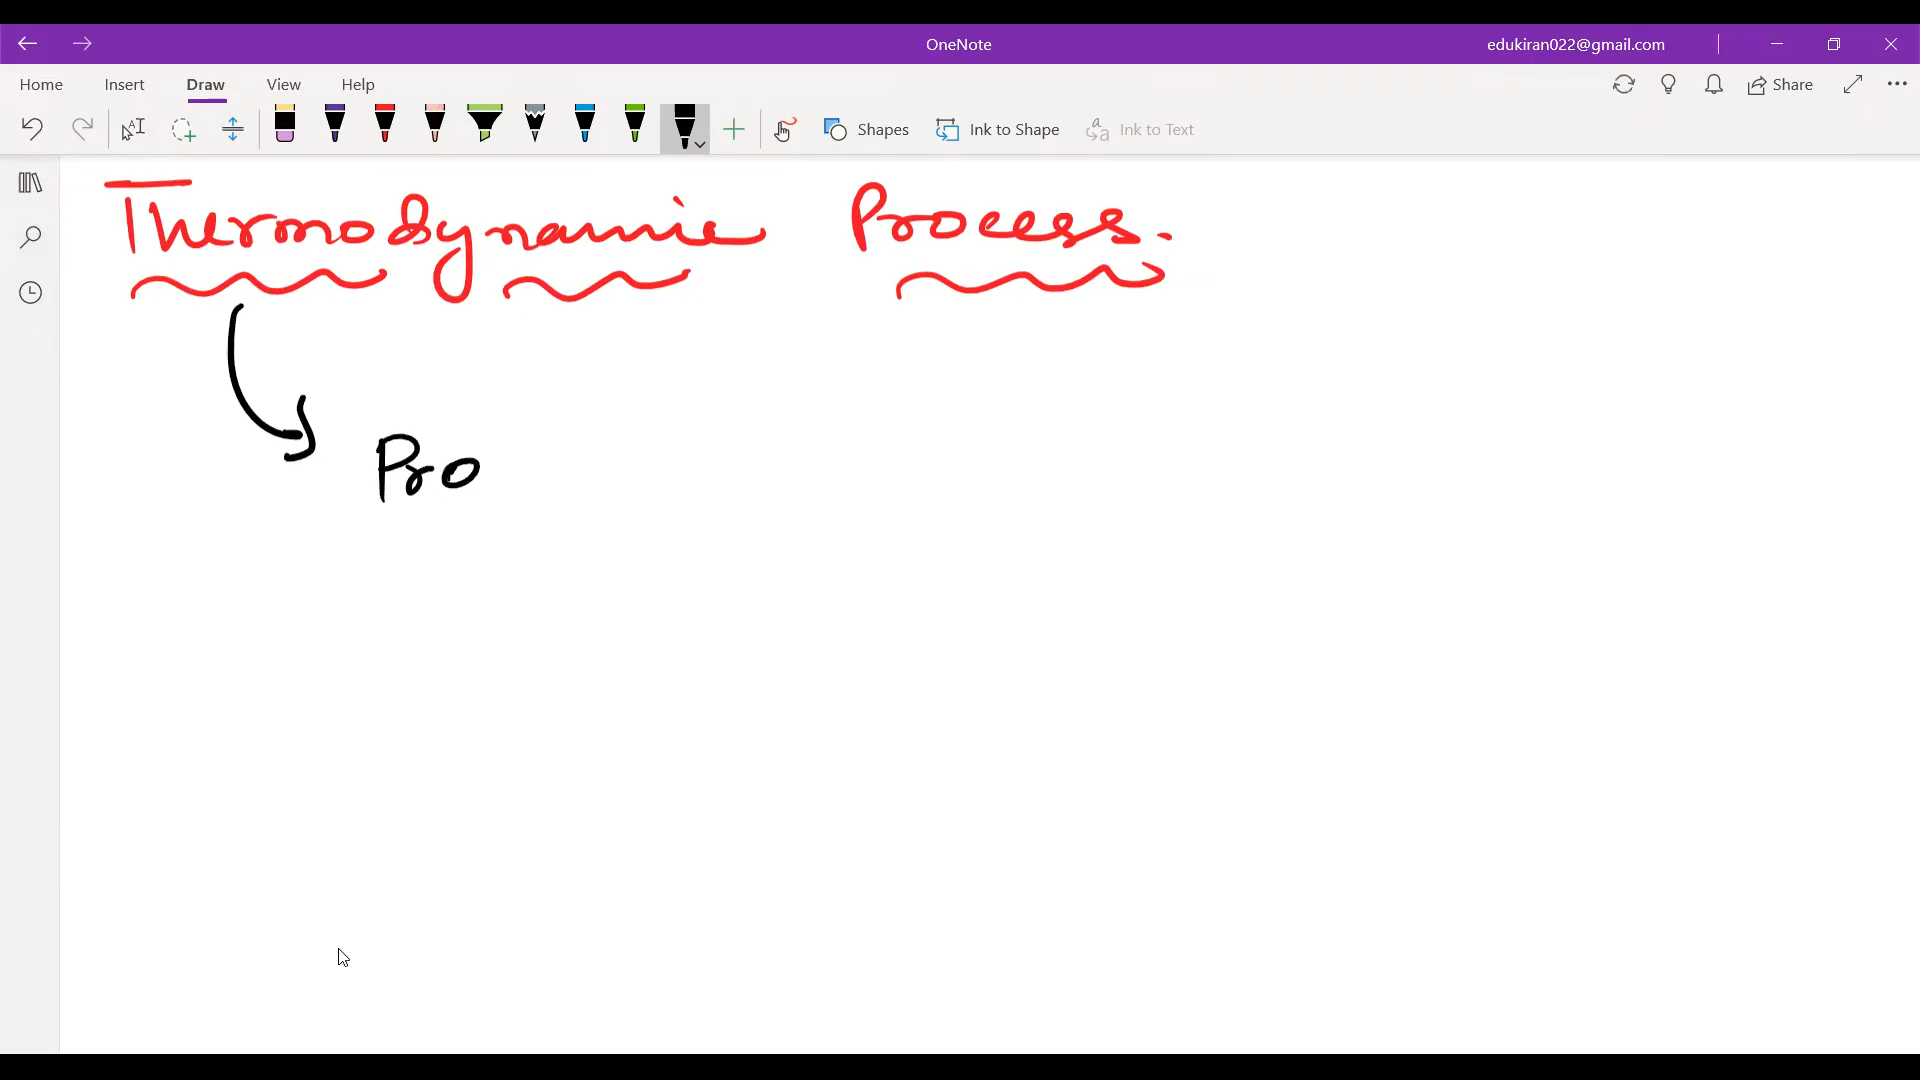 OneNote
edukiran022@gmail.com
Home Insert Draw View Help
Share
Shapes Ink to Shape Ink to Text
Thermodynamic Process.
Pro